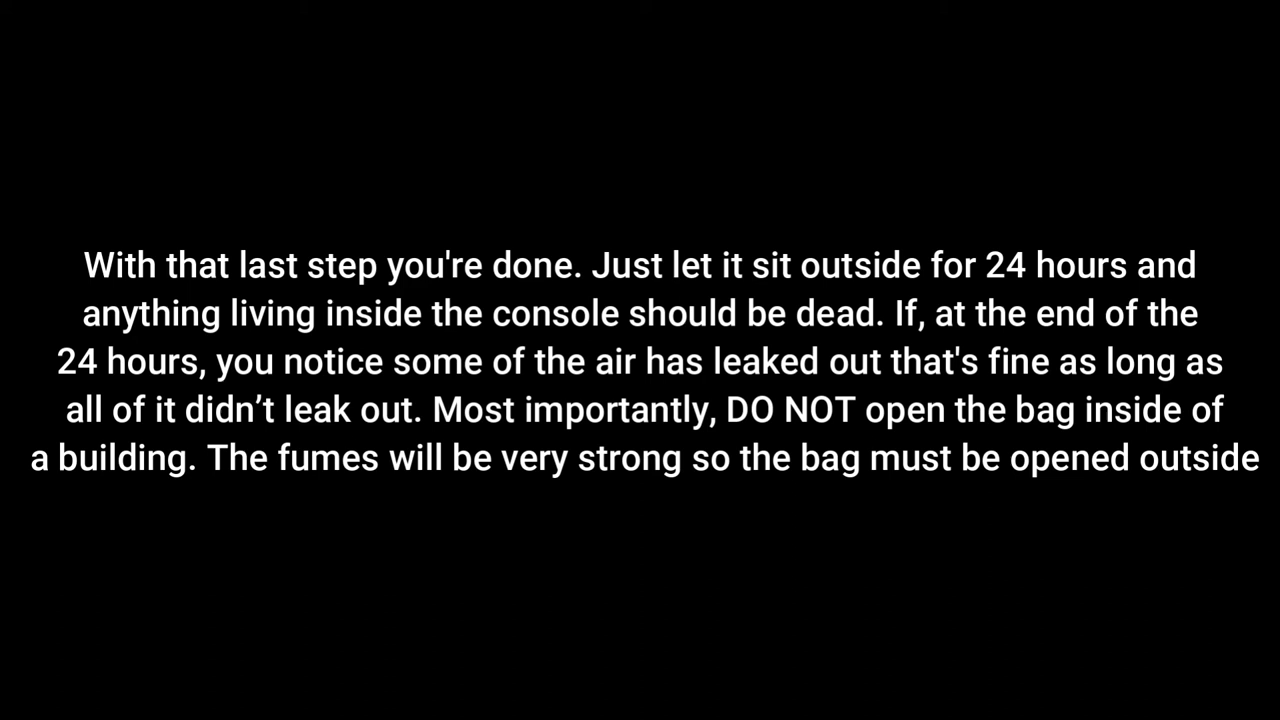 With that last step you're done. Just let it sit outside for 24 hours and
anything living inside the console should be dead. If, at the end of the
24 hours, you notice some of the air has leaked out that's fine as long as
all of it didn’t leak out. Most importantly, DO NOT open the bag inside of
a building. The fumes will be very strong so the bag must be opened outside